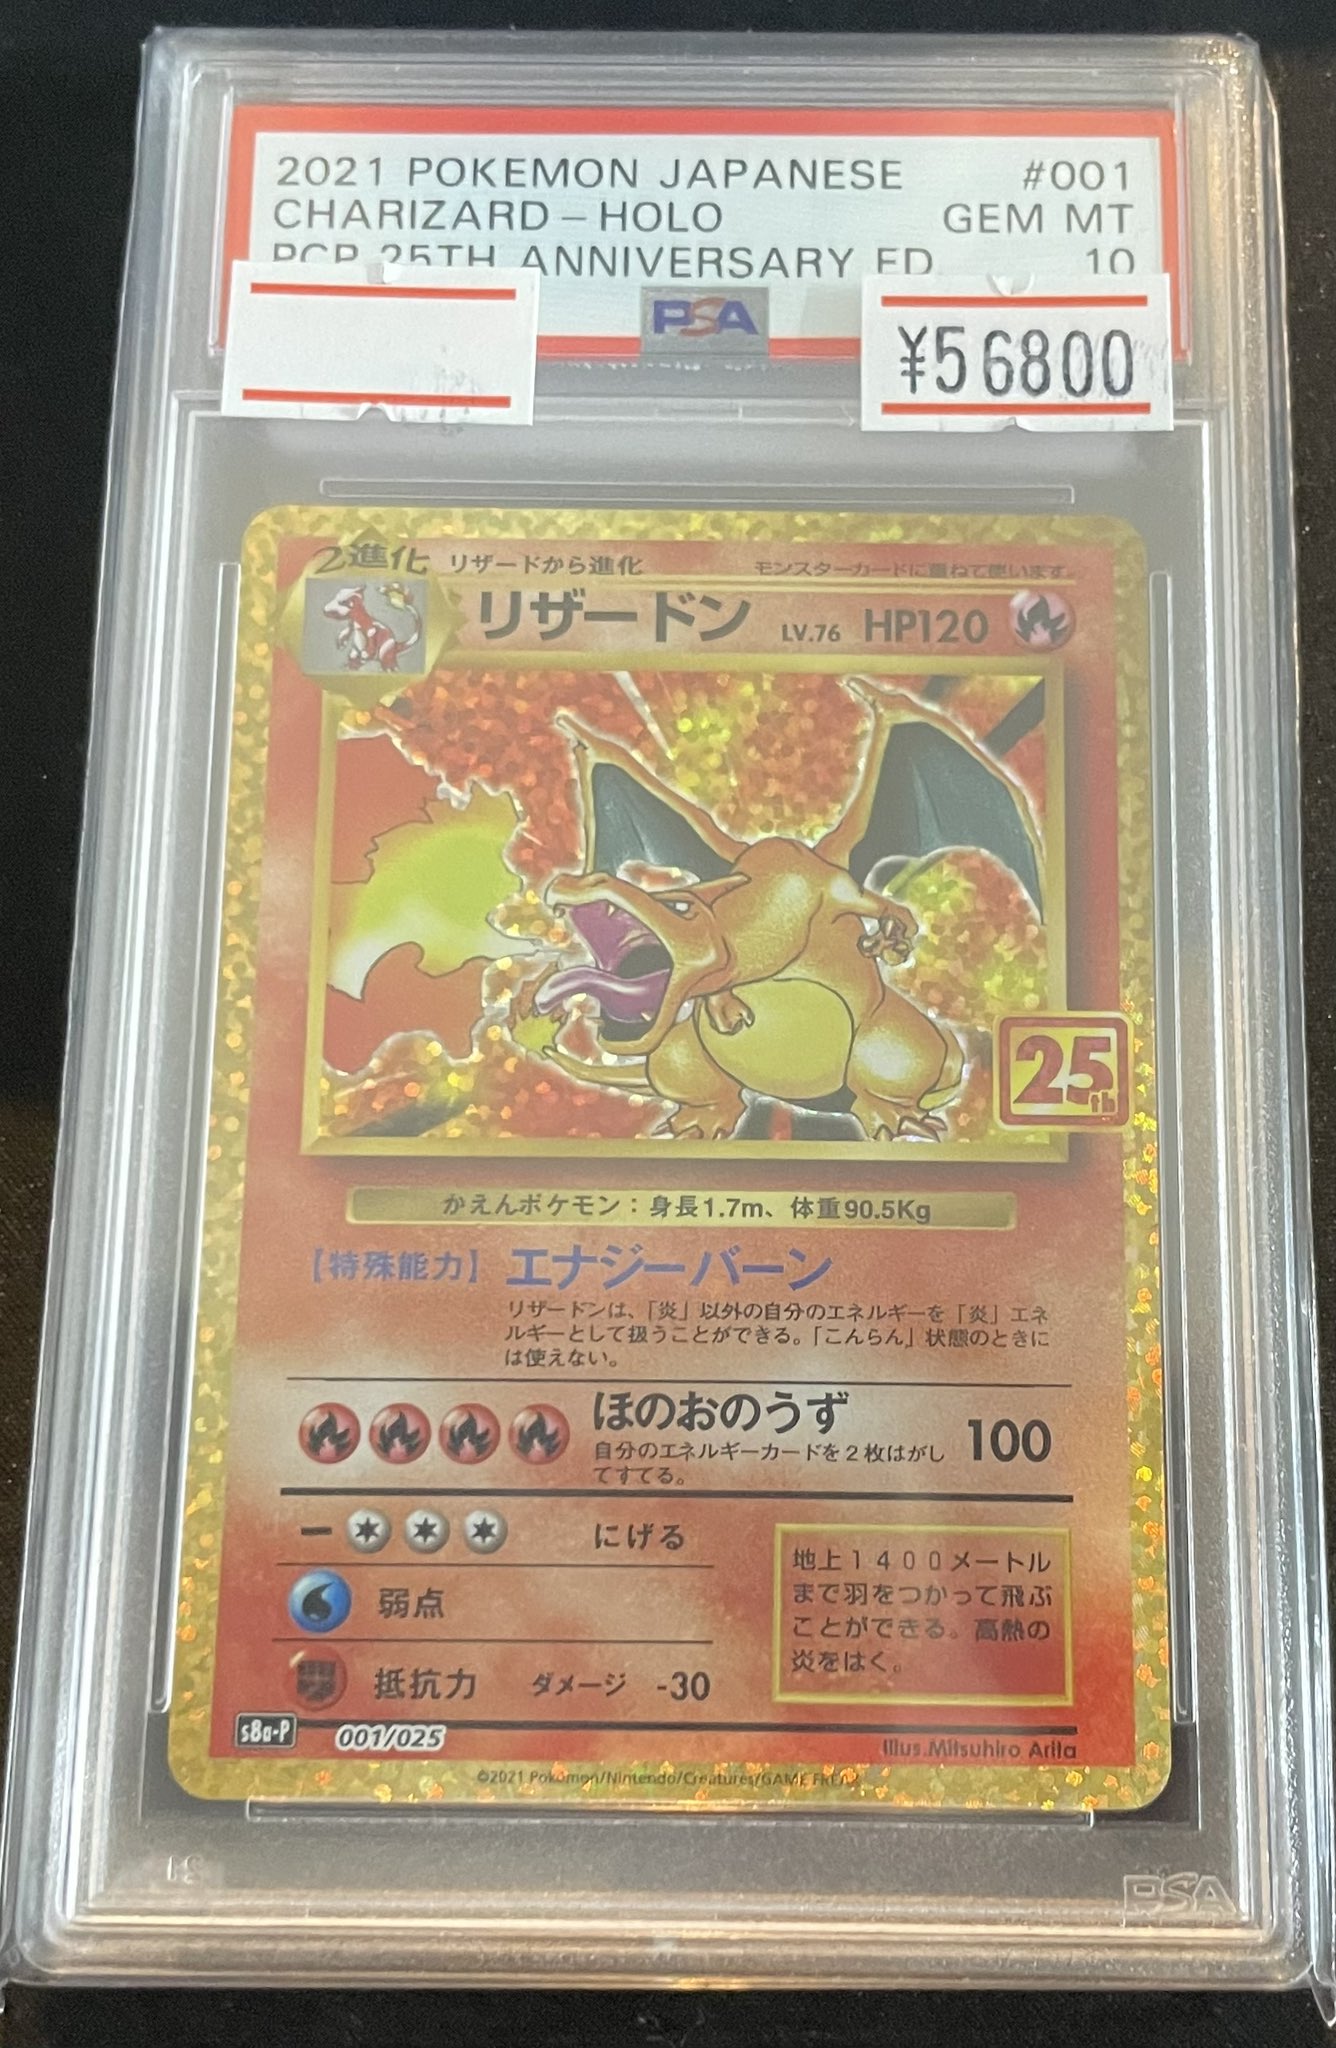 2021 POKEMON JAPANESE #001
CHARIZARD-HOLO GEM MT
PCP 25TH ANNIVERSARY ED 10
PSA
¥56800
2進化 リザードから進化 モンスターカードに重ねて使います。
リザードン LV.76 HP120
25th
かえんポケモン：身長1.7m、体重90.5Kg
【特殊能力】 エナジーバーン
リザードンは、「炎」以外の自分のエネルギーを「炎」エネ
ルギーとして扱うことができる。「こんらん」状態のときに
は使えない。
ほのおのうず 100
自分のエネルギーカードを2枚はがし
てすてる。
にげる
弱点
抵抗力 ダメージ -30
地上1400メートル
まで羽をつかって飛ぶ
ことができる。高熱の
炎をはく。
s8a-P 001/025
Illus.Mitsuhiro Arita
©2021 Pokémon/Nintendo/Creatures/GAME FREAK
PSA